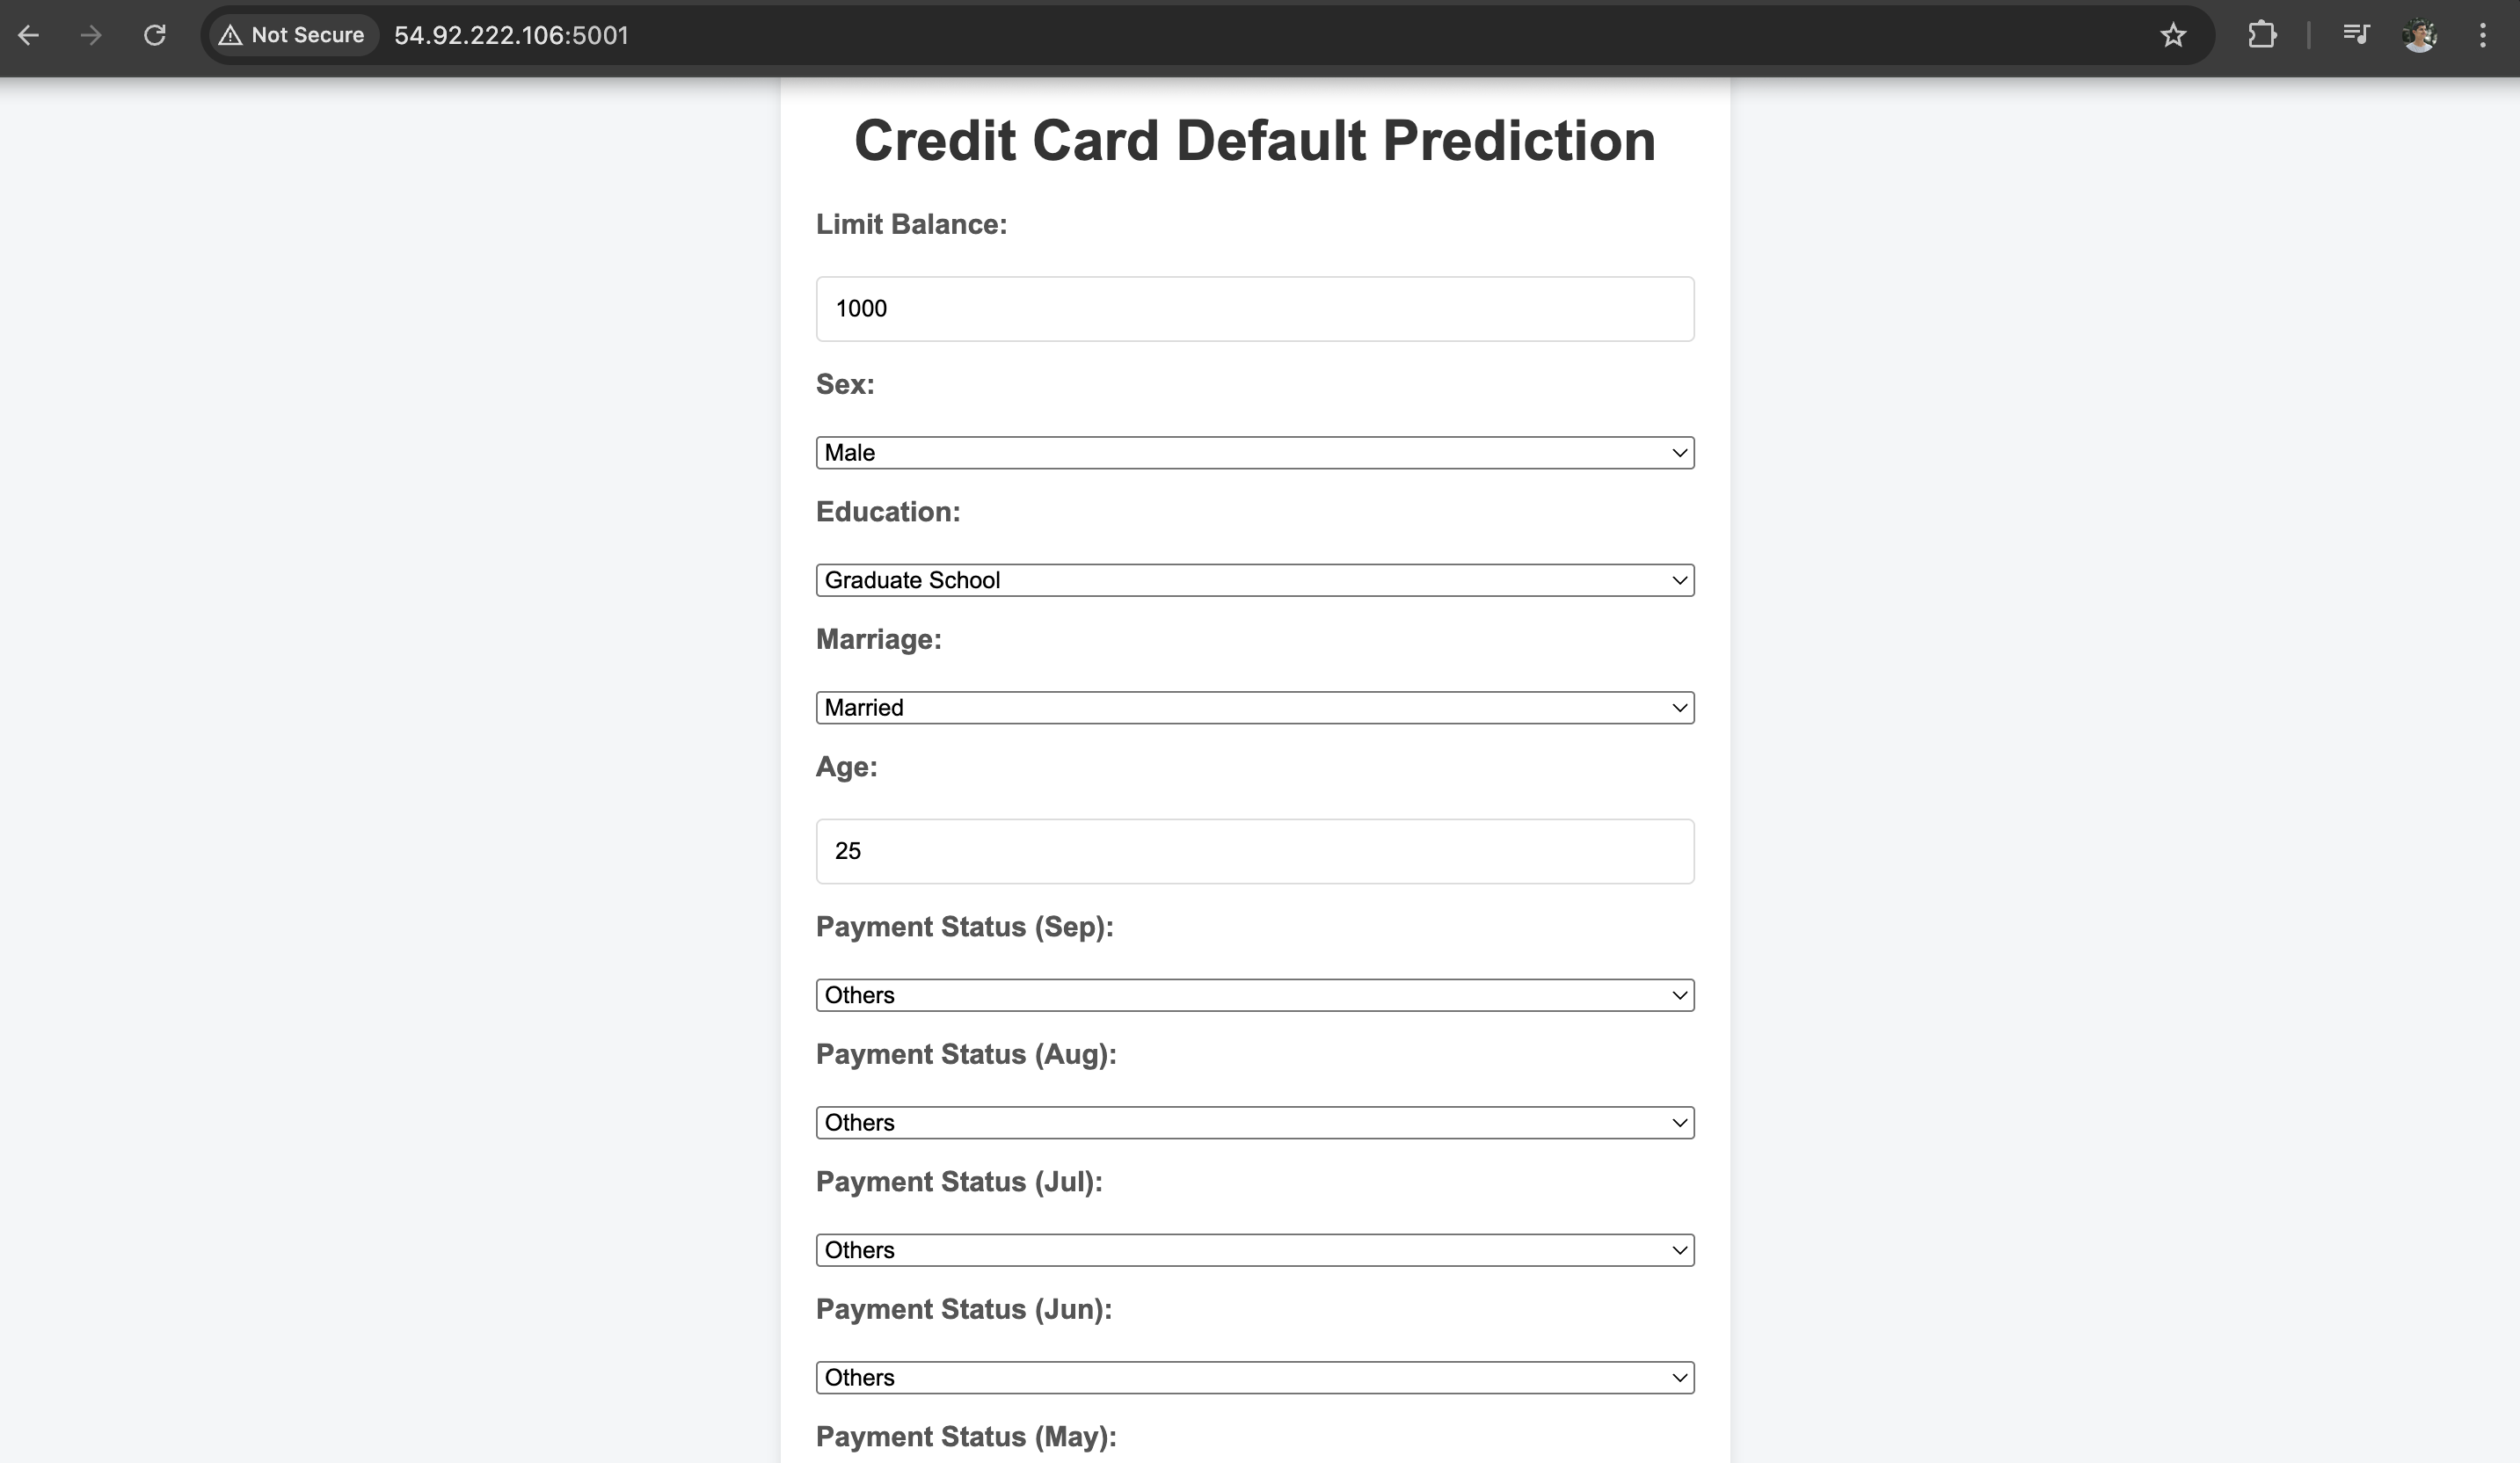 Not Secure 54.92.222.106:5001
Credit Card Default Prediction
Limit Balance:
1000
Sex:
Male
Education:
Graduate School
Marriage:
Married
Age:
25
Payment Status (Sep):
Others
Payment Status (Aug):
Others
Payment Status (Jul):
Others
Payment Status (Jun):
Others
Payment Status (May):